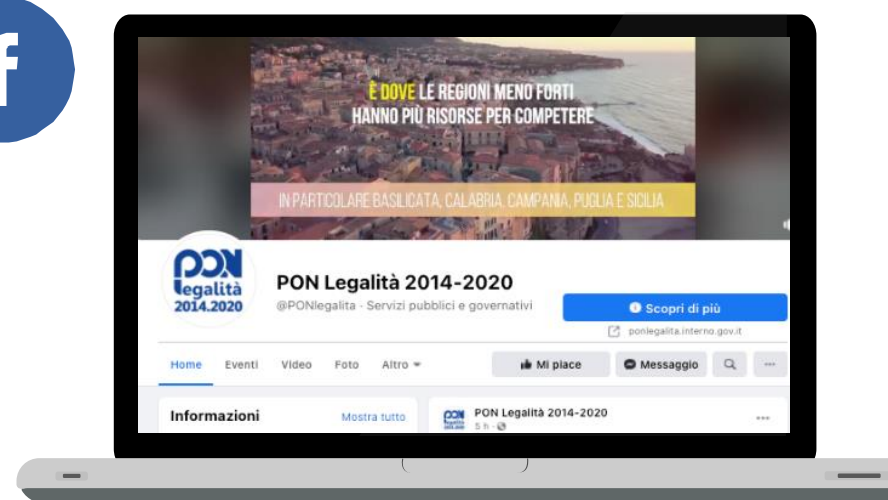 f
È DOVE LE REGIONI MENO FORTI
HANNO PIÙ RISORSE PER COMPETERE
IN PARTICOLARE BASILICATA, CALABRIA, CAMPANIA, PUGLIA E SICILIA
PON
Legalità
2014.2020
PON Legalità 2014-2020
@PONlegalita · Servizi pubblici e governativi
Scopri di più
ponlegalita.interno.gov.it
Home Eventi Video Foto Altro
Mi piace Messaggio
Informazioni Mostra tutto
PON Legalità 2014-2020
5 h